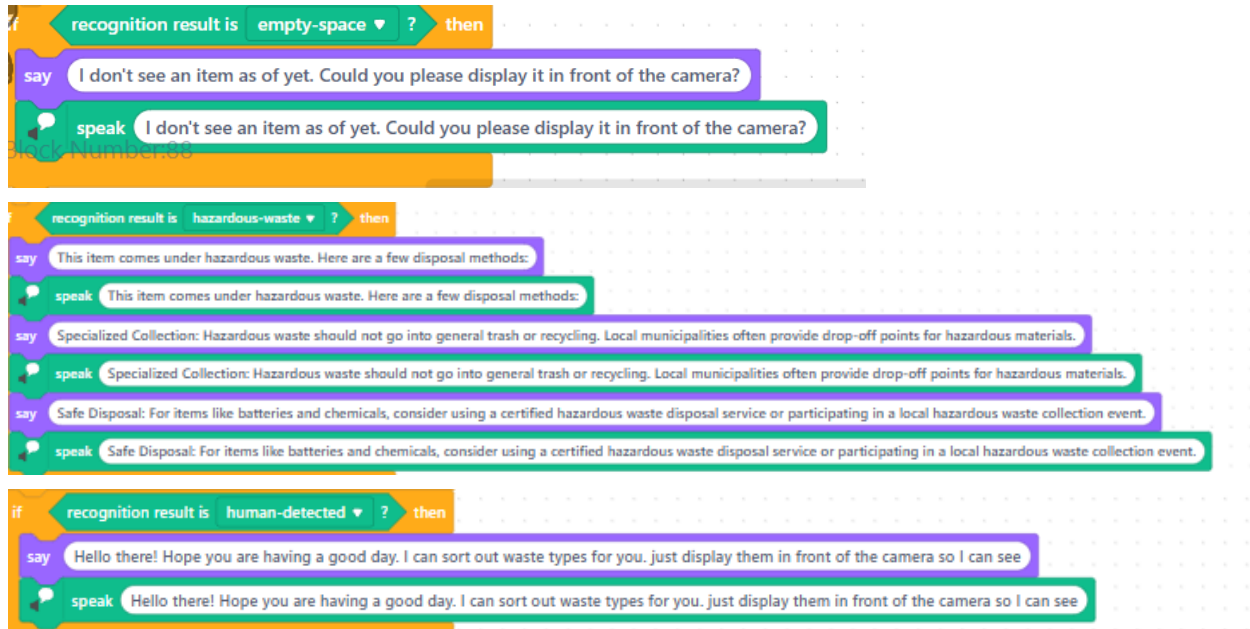 if recognition result is empty-space ▼ ? then
say I don't see an item as of yet. Could you please display it in front of the camera?
speak I don't see an item as of yet. Could you please display it in front of the camera?
Block Number:88
recognition result is hazardous-waste ▼ ? then
say This item comes under hazardous waste. Here are a few disposal methods:
speak This item comes under hazardous waste. Here are a few disposal methods:
say Specialized Collection: Hazardous waste should not go into general trash or recycling. Local municipalities often provide drop-off points for hazardous materials.
speak Specialized Collection: Hazardous waste should not go into general trash or recycling. Local municipalities often provide drop-off points for hazardous materials.
say Safe Disposal: For items like batteries and chemicals, consider using a certified hazardous waste disposal service or participating in a local hazardous waste collection event.
speak Safe Disposal: For items like batteries and chemicals, consider using a certified hazardous waste disposal service or participating in a local hazardous waste collection event.
if recognition result is human-detected ▼ ? then
say Hello there! Hope you are having a good day. I can sort out waste types for you. just display them in front of the camera so I can see
speak Hello there! Hope you are having a good day. I can sort out waste types for you. just display them in front of the camera so I can see